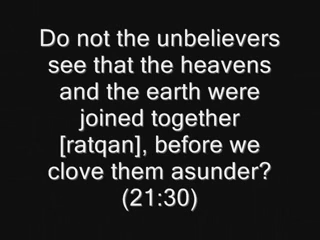 Do not the unbelievers
see that the heavens
and the earth were
joined together
[ratqan], before we
clove them asunder?
(21:30)